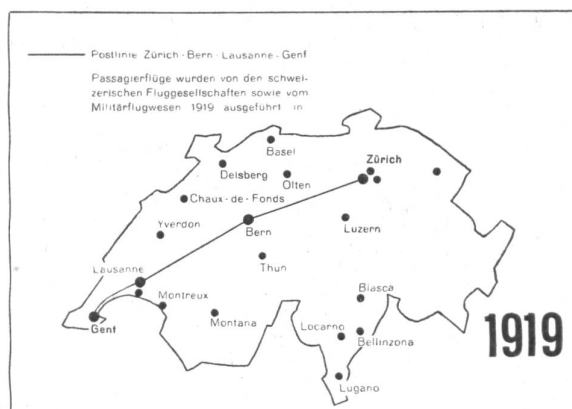 Postlinie Zürich - Bern - Lausanne - Genf
Passagierflüge wurden von den schwei-
zerischen Fluggesellschaften sowie vom
Militärflugwesen 1919 ausgeführt in
Basel
Delsberg
Zürich
Olten
Chaux-de-Fonds
Yverdon
Bern
Luzern
Lausanne
Thun
Montreux
Biasca
Genf
Montana
Locarno
Bellinzona
1919
Lugano